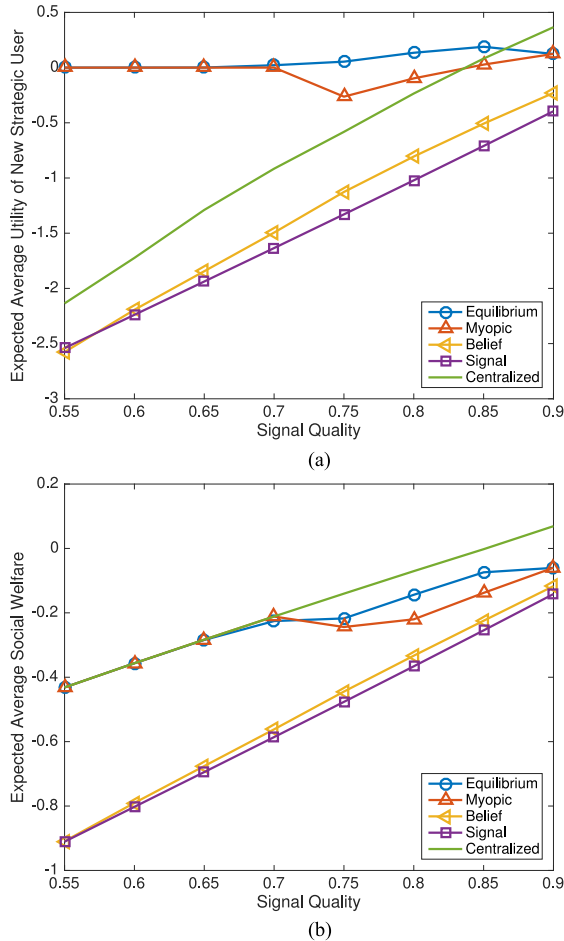 Expected Average Utility of New Strategic User
0.5
0
-0.5
-1
-1.5
-2
-2.5
-3
Equilibrium
Myopic
Belief
Signal
Centralized
0.55 0.6 0.65 0.7 0.75 0.8 0.85 0.9
Signal Quality
(a)
Expected Average Social Welfare
0.2
0
-0.2
-0.4
-0.6
-0.8
-1
Equilibrium
Myopic
Belief
Signal
Centralized
0.55 0.6 0.65 0.7 0.75 0.8 0.85 0.9
Signal Quality
(b)